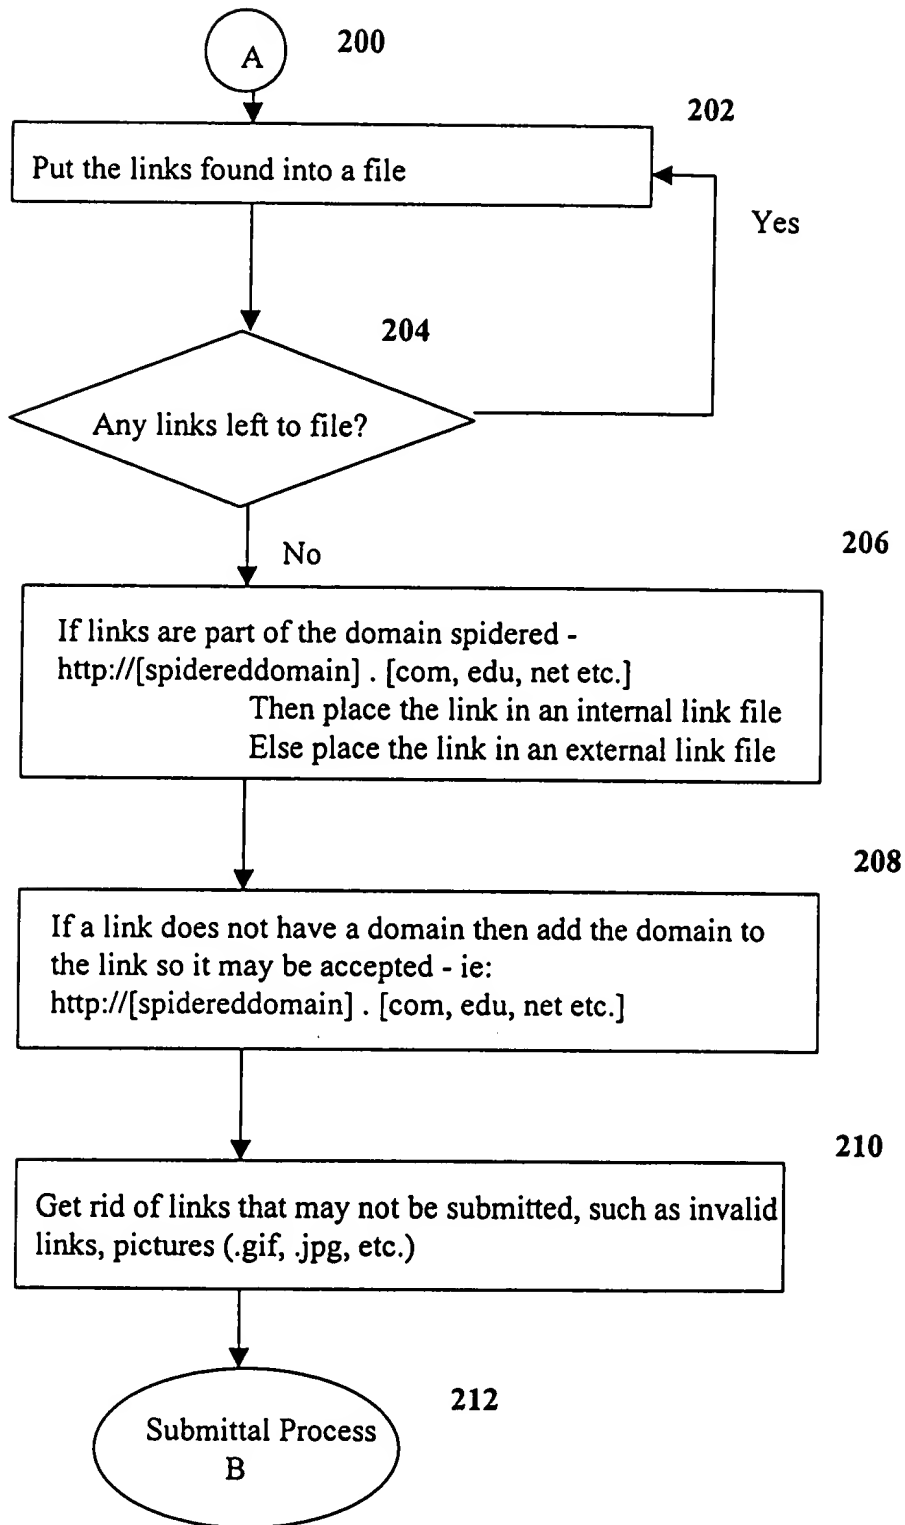 A
200
202
Put the links found into a file
Yes
204
Any links left to file?
No
206
If links are part of the domain spidered -
http://[spidereddomain] . [com, edu, net etc.]
Then place the link in an internal link file
Else place the link in an external link file
208
If a link does not have a domain then add the domain to
the link so it may be accepted - ie:
http://[spidereddomain] . [com, edu, net etc.]
210
Get rid of links that may not be submitted, such as invalid
links, pictures (.gif, .jpg, etc.)
212
Submittal Process
B